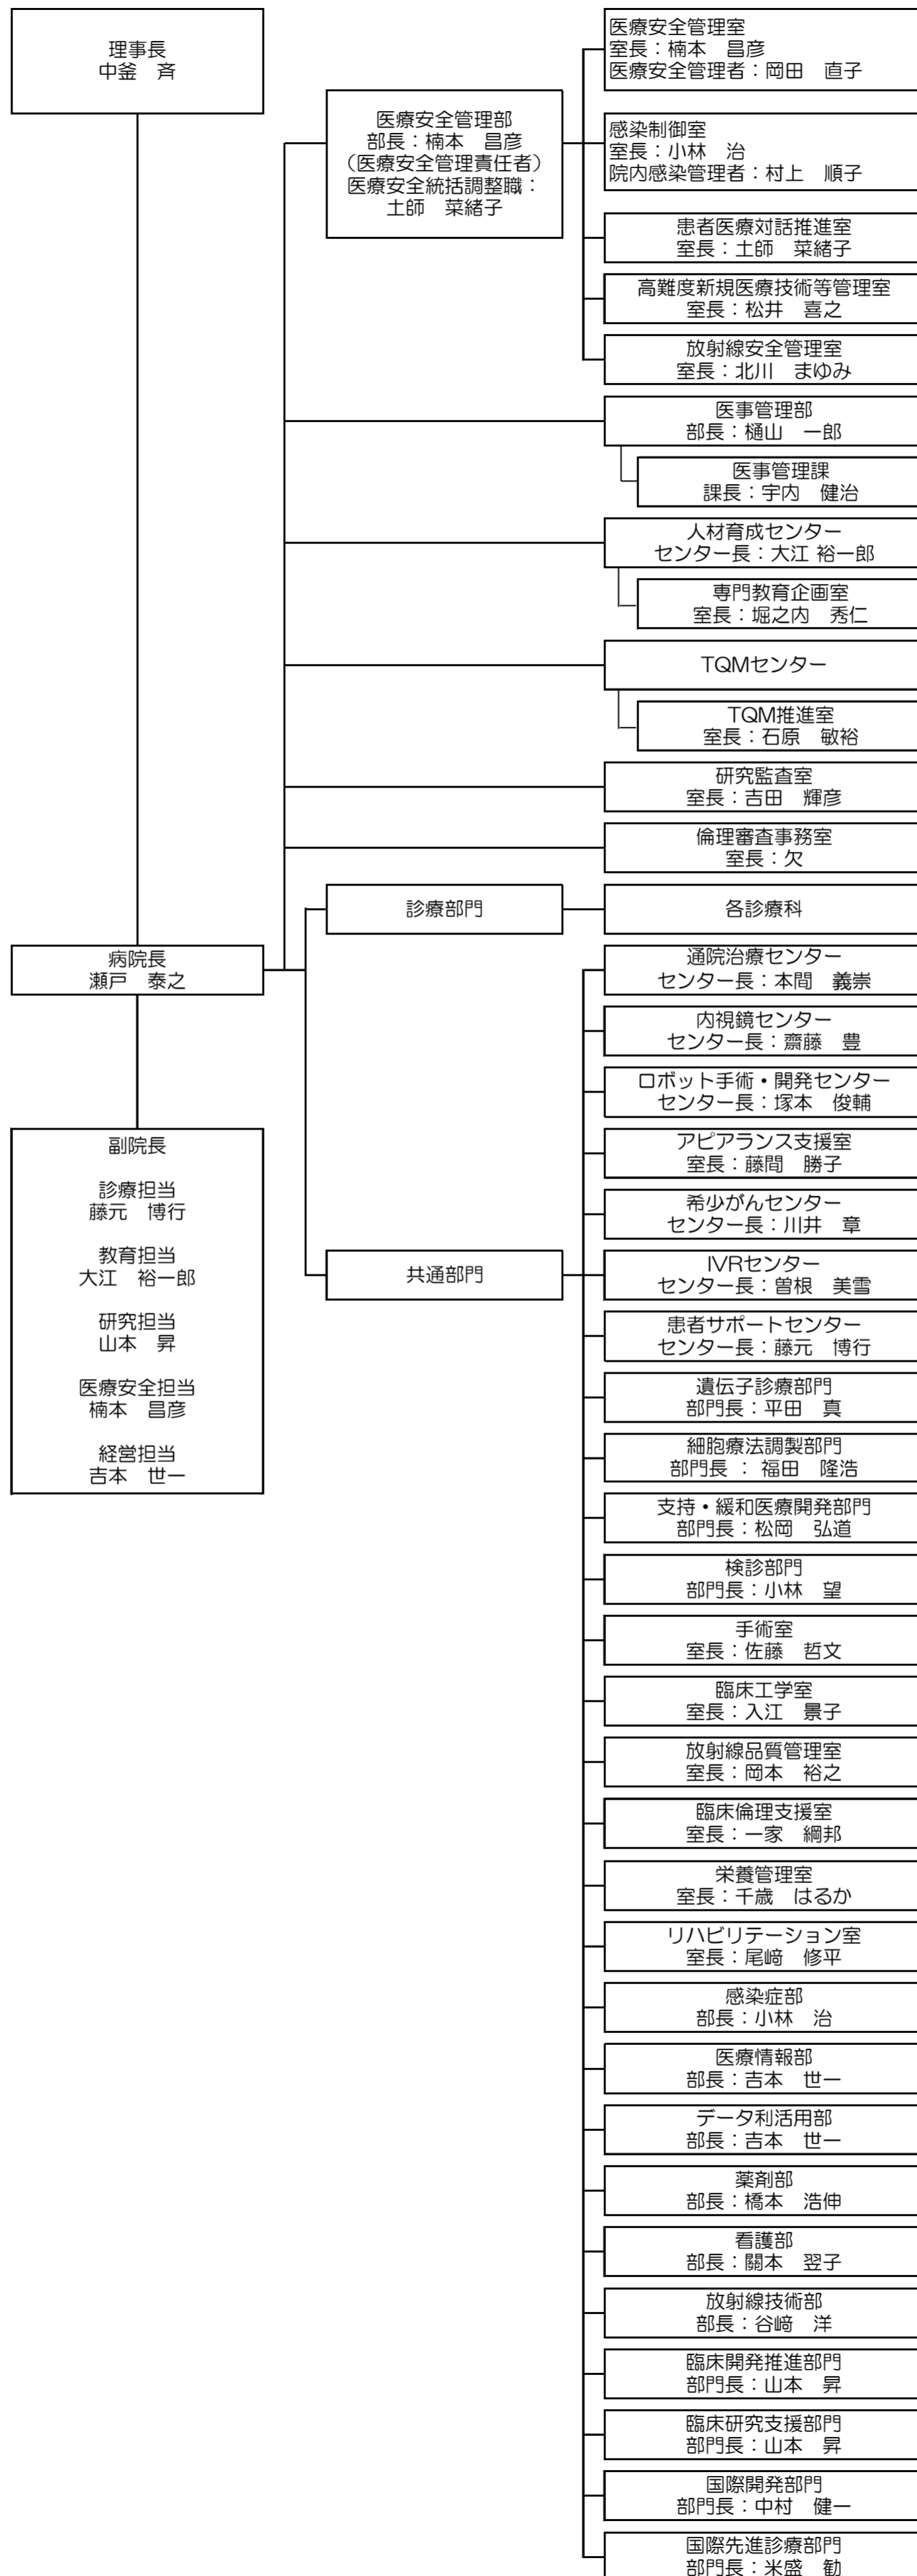 理事長
中釜　斉
医療安全管理部
部長：楠本　昌彦
（医療安全管理責任者）
医療安全統括調整職：
土師　菜緒子
医療安全管理室
室長：楠本　昌彦
医療安全管理者：岡田　直子
感染制御室
室長：小林　治
院内感染管理者：村上　順子
患者医療対話推進室
室長：土師　菜緒子
高難度新規医療技術等管理室
室長：松井　喜之
放射線安全管理室
室長：北川　まゆみ
医事管理部
部長：樋山　一郎
医事管理課
課長：宇内　健治
人材育成センター
センター長：大江 裕一郎
専門教育企画室
室長：堀之内　秀仁
TQMセンター
TQM推進室
室長：石原　敏裕
研究監査室
室長：吉田　輝彦
倫理審査事務室
室長：欠
診療部門
各診療科
病院長
瀬戸　泰之
副院長
診療担当
藤元　博行
教育担当
大江　裕一郎
研究担当
山本　昇
医療安全担当
楠本　昌彦
経営担当
吉本　世一
共通部門
通院治療センター
センター長：本間　義崇
内視鏡センター
センター長：齋藤　豊
ロボット手術・開発センター
センター長：塚本　俊輔
アピアランス支援室
室長：藤間　勝子
希少がんセンター
センター長：川井　章
IVRセンター
センター長：曽根　美雪
患者サポートセンター
センター長：藤元　博行
遺伝子診療部門
部門長：平田　真
細胞療法調製部門
部門長 ： 福田　隆浩
支持・緩和医療開発部門
部門長：松岡　弘道
検診部門
部門長：小林　望
手術室
室長：佐藤　哲文
臨床工学室
室長：入江　景子
放射線品質管理室
室長：岡本　裕之
臨床倫理支援室
室長：一家　綱邦
栄養管理室
室長：千歳　はるか
リハビリテーション室
室長：尾﨑　修平
感染症部
部長：小林　治
医療情報部
部長：吉本　世一
データ利活用部
部長：吉本　世一
薬剤部
部長：橋本　浩伸
看護部
部長：關本　翌子
放射線技術部
部長：谷﨑　洋
臨床開発推進部門
部門長：山本　昇
臨床研究支援部門
部門長：山本　昇
国際開発部門
部門長：中村　健一
国際先進診療部門
部門長：米盛　勧